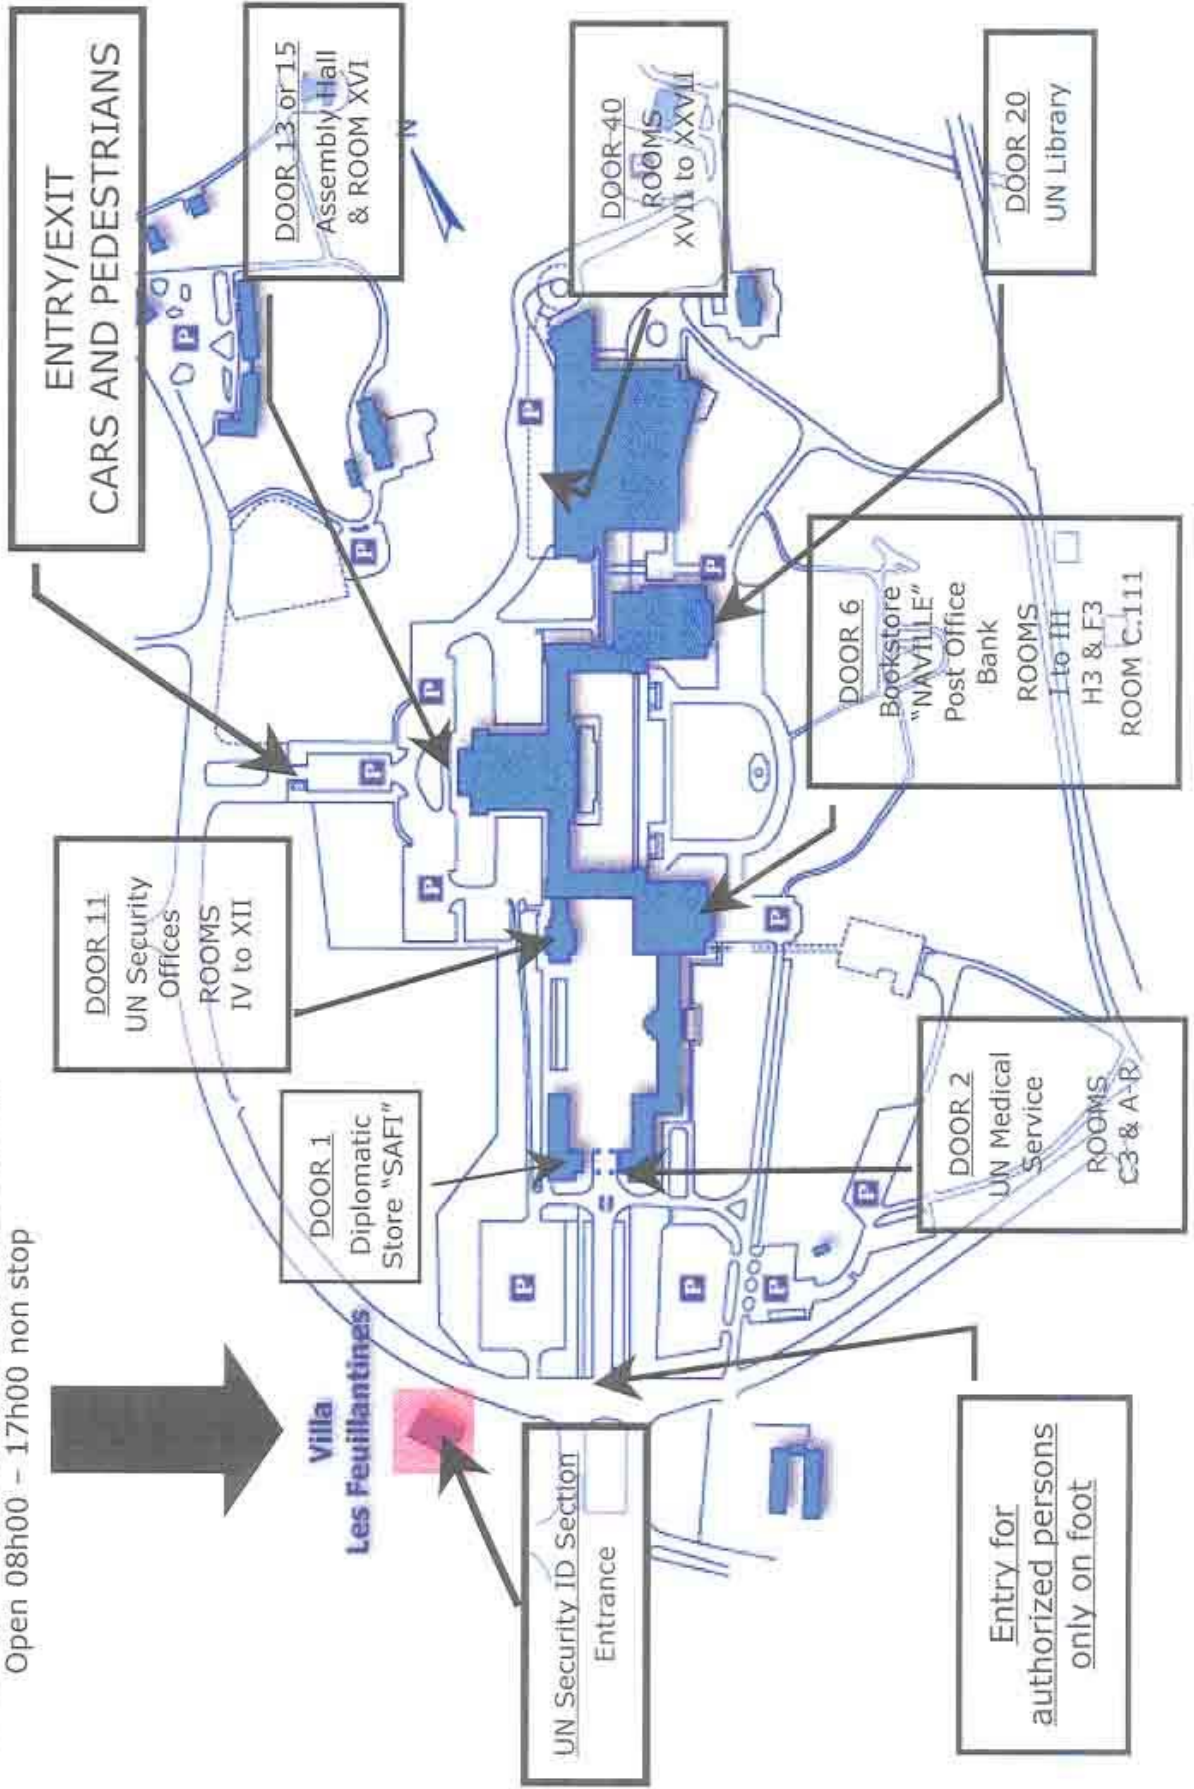 Open 08h00 – 17h00 non stop
Villa
Les Feuillantines
UN Security ID Section
Entrance
Entry for
authorized persons
only on foot
DOOR 1
Diplomatic
Store “SAFI”
DOOR 2
UN Medical
Service
ROOMS
C3 & A-R
DOOR 11
UN Security
Offices
ROOMS
IV to XII
DOOR 6
Bookstore
“NAVILLE”
Post Office
Bank
ROOMS
I to III
H3 & F3
ROOM C.111
ENTRY/EXIT
CARS AND PEDESTRIANS
DOOR 13 or 15
Assembly Hall
& ROOM XVI
N
DOOR 40
ROOMS
XVII to XXVII
DOOR 20
UN Library
P
P
P
P
P
P
P
P
P
P
P
P